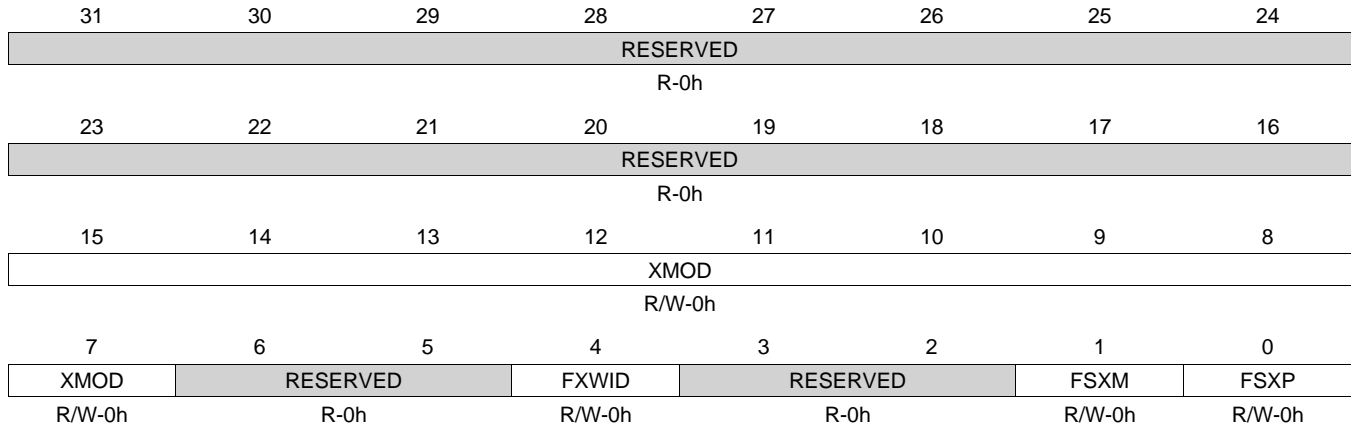 31 30 29 28 27 26 25 24
RESERVED
R-0h
23 22 21 20 19 18 17 16
RESERVED
R-0h
15 14 13 12 11 10 9 8
XMOD
R/W-0h
7 6 5 4 3 2 1 0
XMOD RESERVED FXWID RESERVED FSXM FSXP
R/W-0h R-0h R/W-0h R-0h R/W-0h R/W-0h